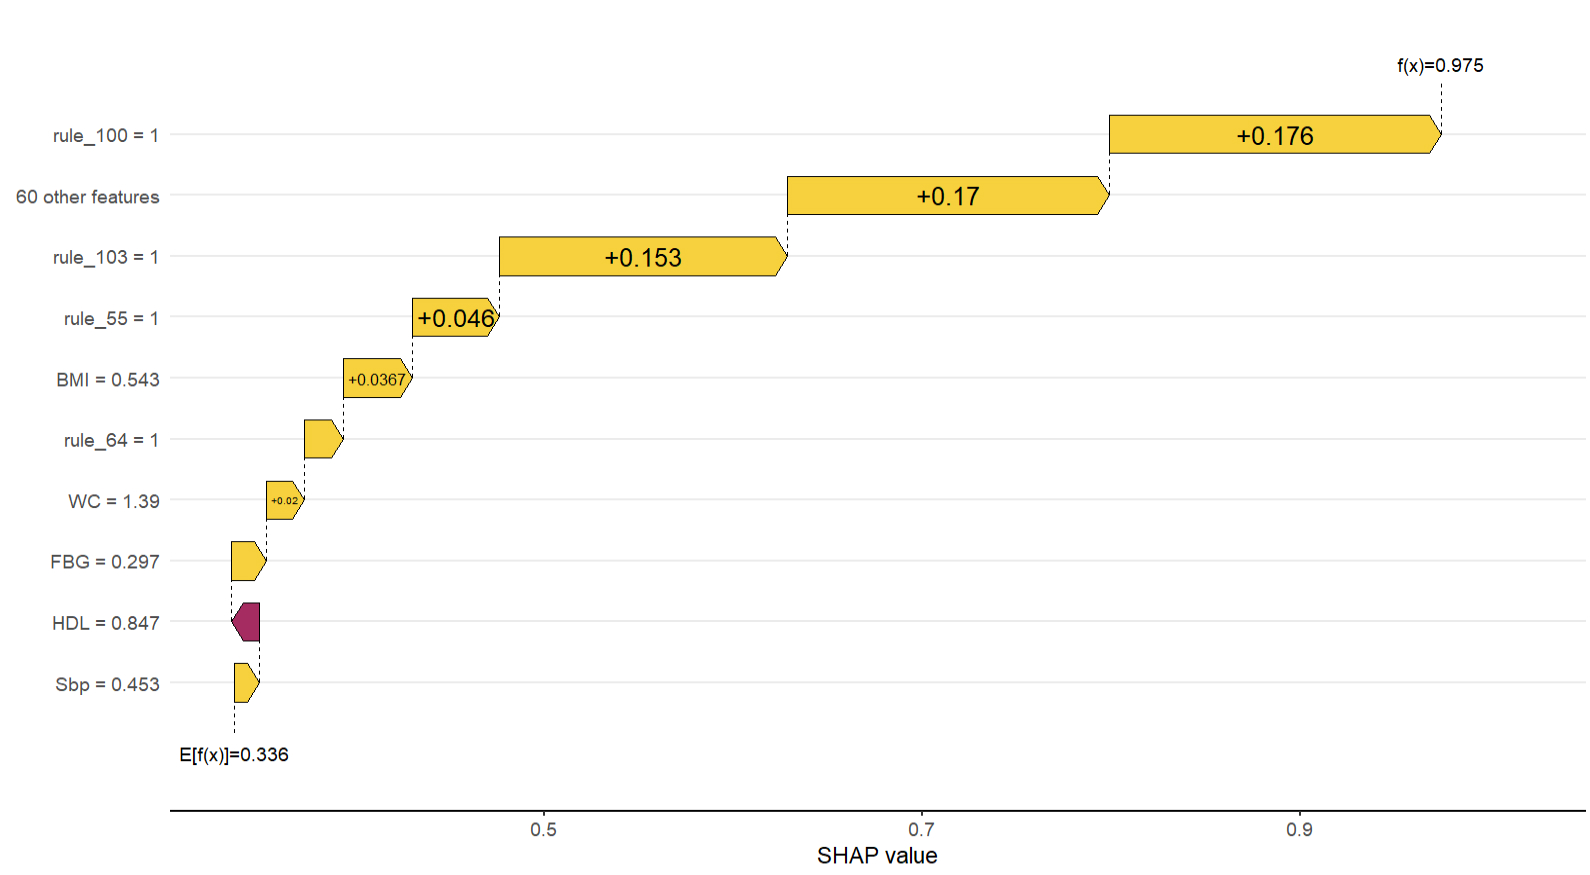 f(x)=0.975
rule_100 = 1
+0.176
60 other features
+0.17
rule_103 = 1
+0.153
rule_55 = 1
+0.046
BMI = 0.543
+0.0367
rule_64 = 1
WC = 1.39
+0.02
FBG = 0.297
HDL = 0.847
Sbp = 0.453
E[f(x)]=0.336
0.5
0.7
0.9
SHAP value